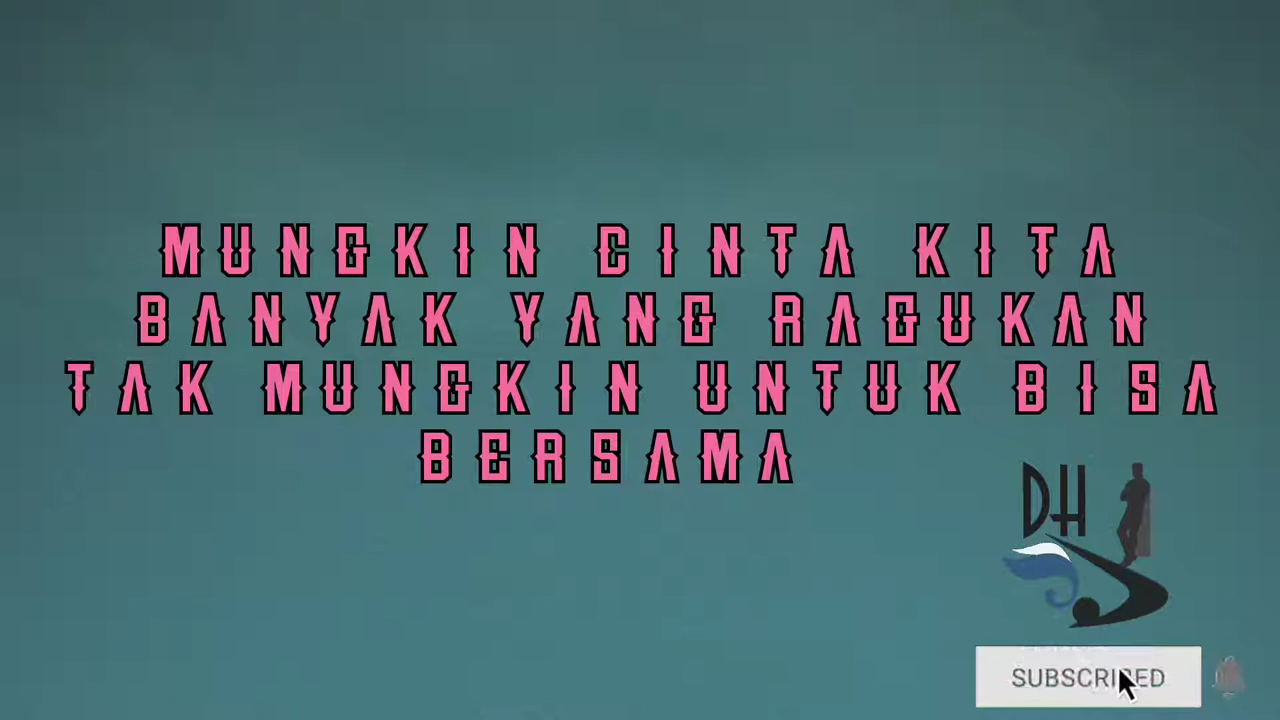 MUNGKIN CINTA KITA
BANYAK YANG RAGUKAN
TAK MUNGKIN UNTUK BISA
BERSAMA
DH
SUBSCRIBED